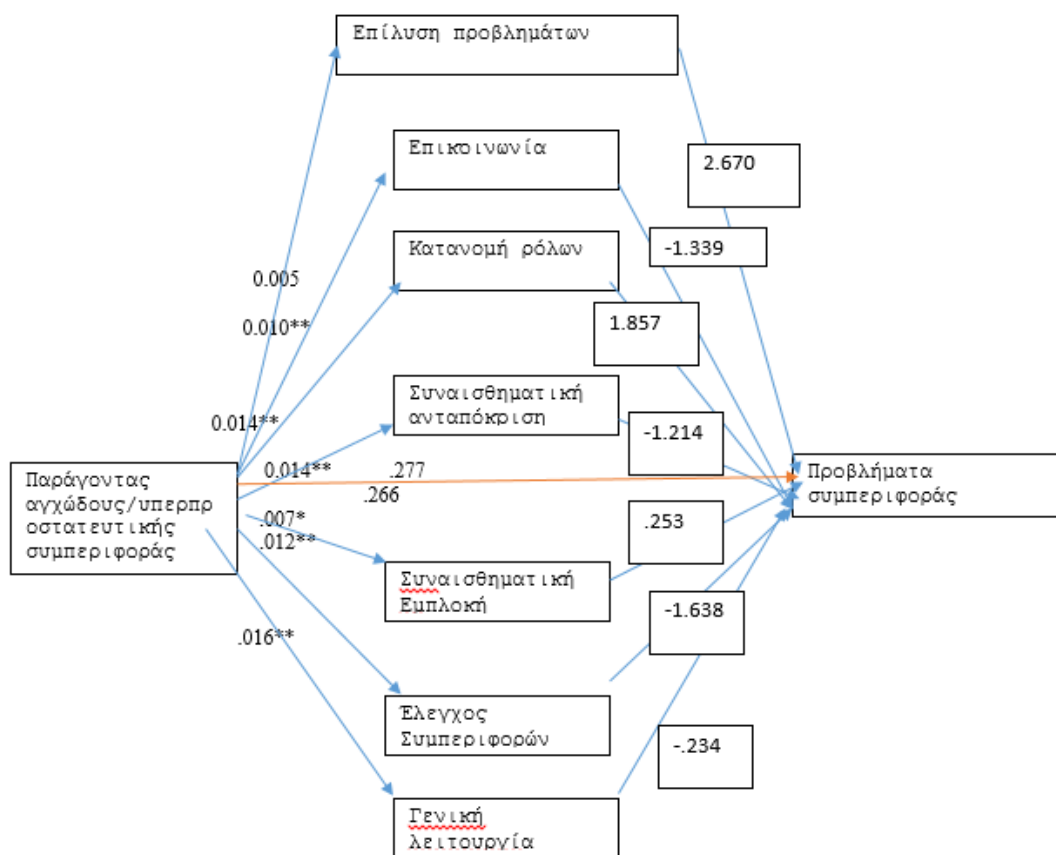 Επίλυση προβλημάτων
Επικοινωνία
2.670
Κατανομή ρόλων
-1.339
0.005
0.010**
1.857
Συναισθηματική
ανταπόκριση
0.014**
-1.214
Παράγοντας
αγχώδους/υπερπρ
οστατευτικής
συμπεριφοράς
0.014**
.277
.266
Προβλήματα
συμπεριφοράς
.007*
.012**
.253
Συναισθηματική
Εμπλοκή
-1.638
.016**
Έλεγχος
Συμπεριφορών
-.234
Γενική
λειτουργία